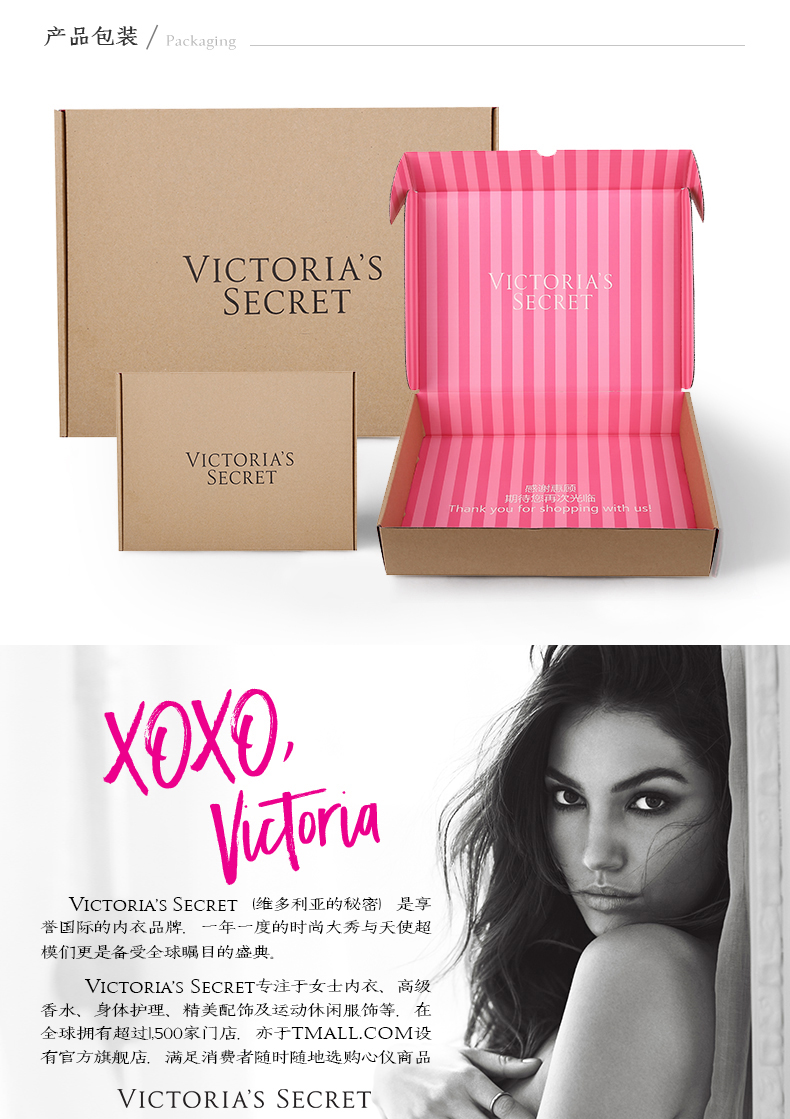 产品包装 / Packaging
VICTORIA'S
SECRET
VICTORIA'S
SECRET
VICTORIA'S
SECRET
感谢惠顾
期待您再次光临
Thank you for shopping with us!
XOXO,
Victoria
VICTORIA'S SECRET (维多利亚的秘密) 是享
誉国际的内衣品牌. 一年一度的时尚大秀与天使超
模们更是备受全球瞩目的盛典。
VICTORIA'S SECRET专注于女士内衣、高级
香水、身体护理、精美配饰及运动休闲服饰等. 在
全球拥有超过1,500家门店. 亦于TMALL.COM设
有官方旗舰店. 满足消费者随时随地选购心仪商品
VICTORIA'S SECRET